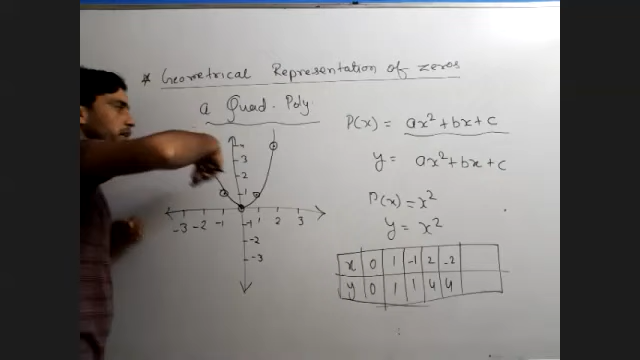 * Geometrical Representation of zeros
a Quad. Poly.
P(x) = ax² + bx + c
y = ax² + bx + c
P(x) = x²
y = x²
x 0 1 -1 2 -2
y 0 1 1 4 4
4
3
2
1
-3 -2 -1 1 2 3
-1
-2
-3